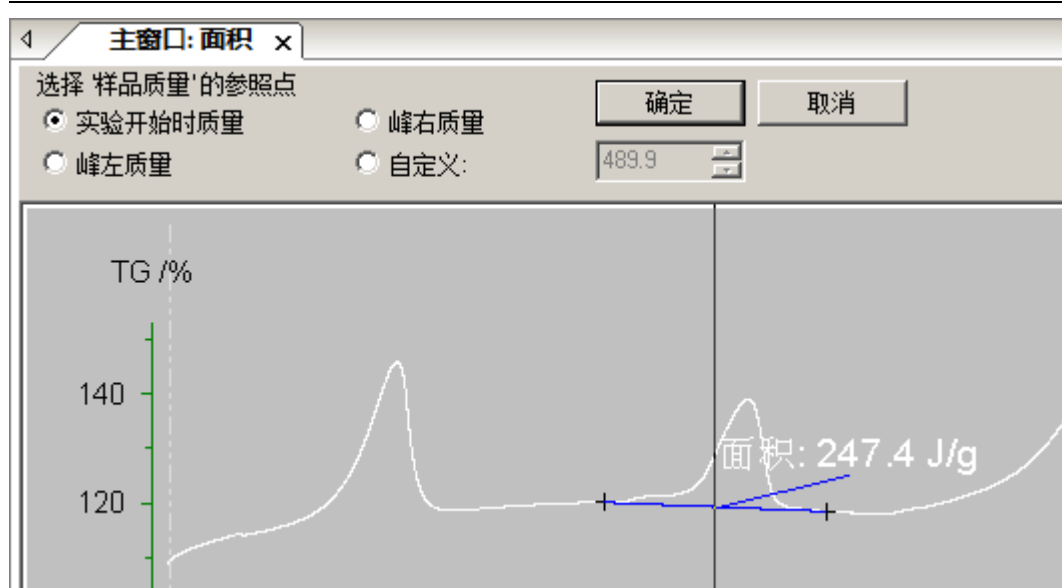 主窗口: 面积
选择 '样品质量'的参照点
实验开始时质量
峰右质量
确定
取消
峰左质量
自定义:
489.9
TG /%
140
面积: 247.4 J/g
120